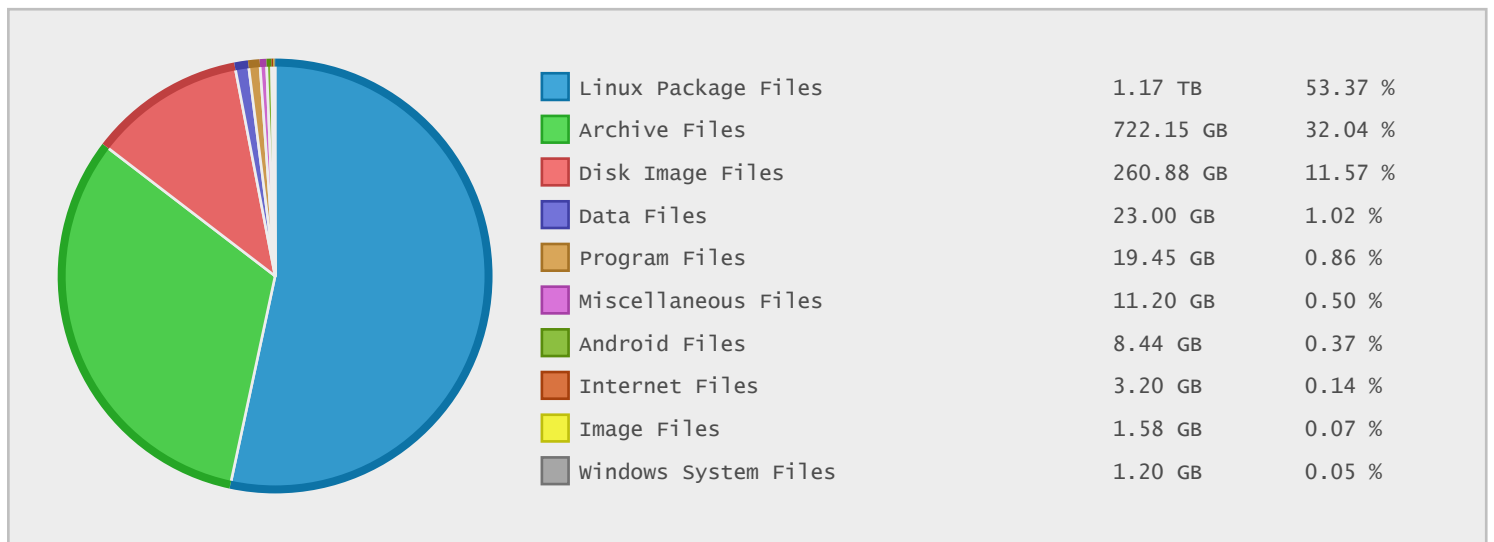 Linux Package Files 1.17 TB 53.37 %
Archive Files 722.15 GB 32.04 %
Disk Image Files 260.88 GB 11.57 %
Data Files 23.00 GB 1.02 %
Program Files 19.45 GB 0.86 %
Miscellaneous Files 11.20 GB 0.50 %
Android Files 8.44 GB 0.37 %
Internet Files 3.20 GB 0.14 %
Image Files 1.58 GB 0.07 %
Windows System Files 1.20 GB 0.05 %